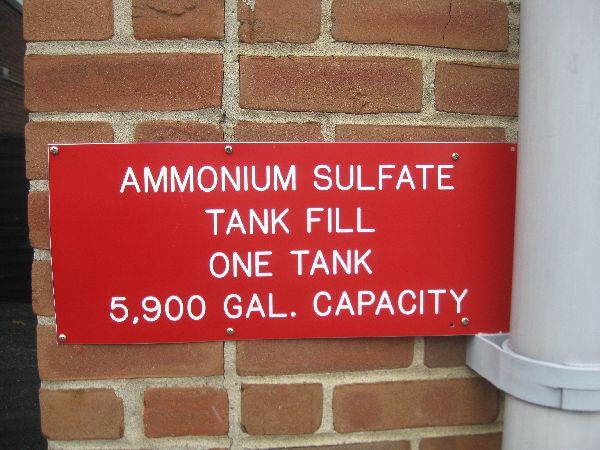 AMMONIUM SULFATE
TANK FILL
ONE TANK
5,900 GAL. CAPACITY